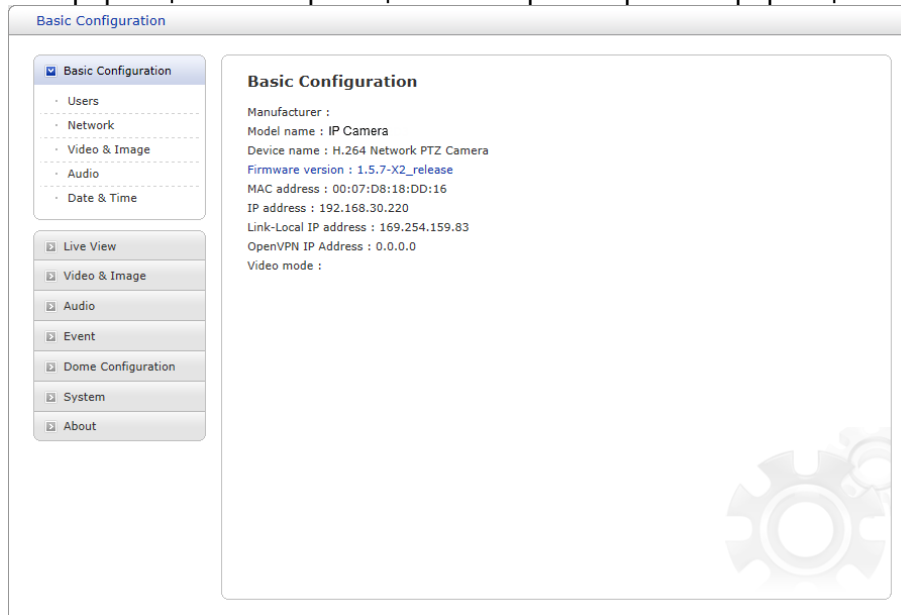 Basic Configuration
Basic Configuration
Users
Network
Video & Image
Audio
Date & Time
Live View
Video & Image
Audio
Event
Dome Configuration
System
About
Basic Configuration
Manufacturer :
Model name : IP Camera
Device name : H.264 Network PTZ Camera
Firmware version : 1.5.7-X2_release
MAC address : 00:07:D8:18:DD:16
IP address : 192.168.30.220
Link-Local IP address : 169.254.159.83
OpenVPN IP Address : 0.0.0.0
Video mode :